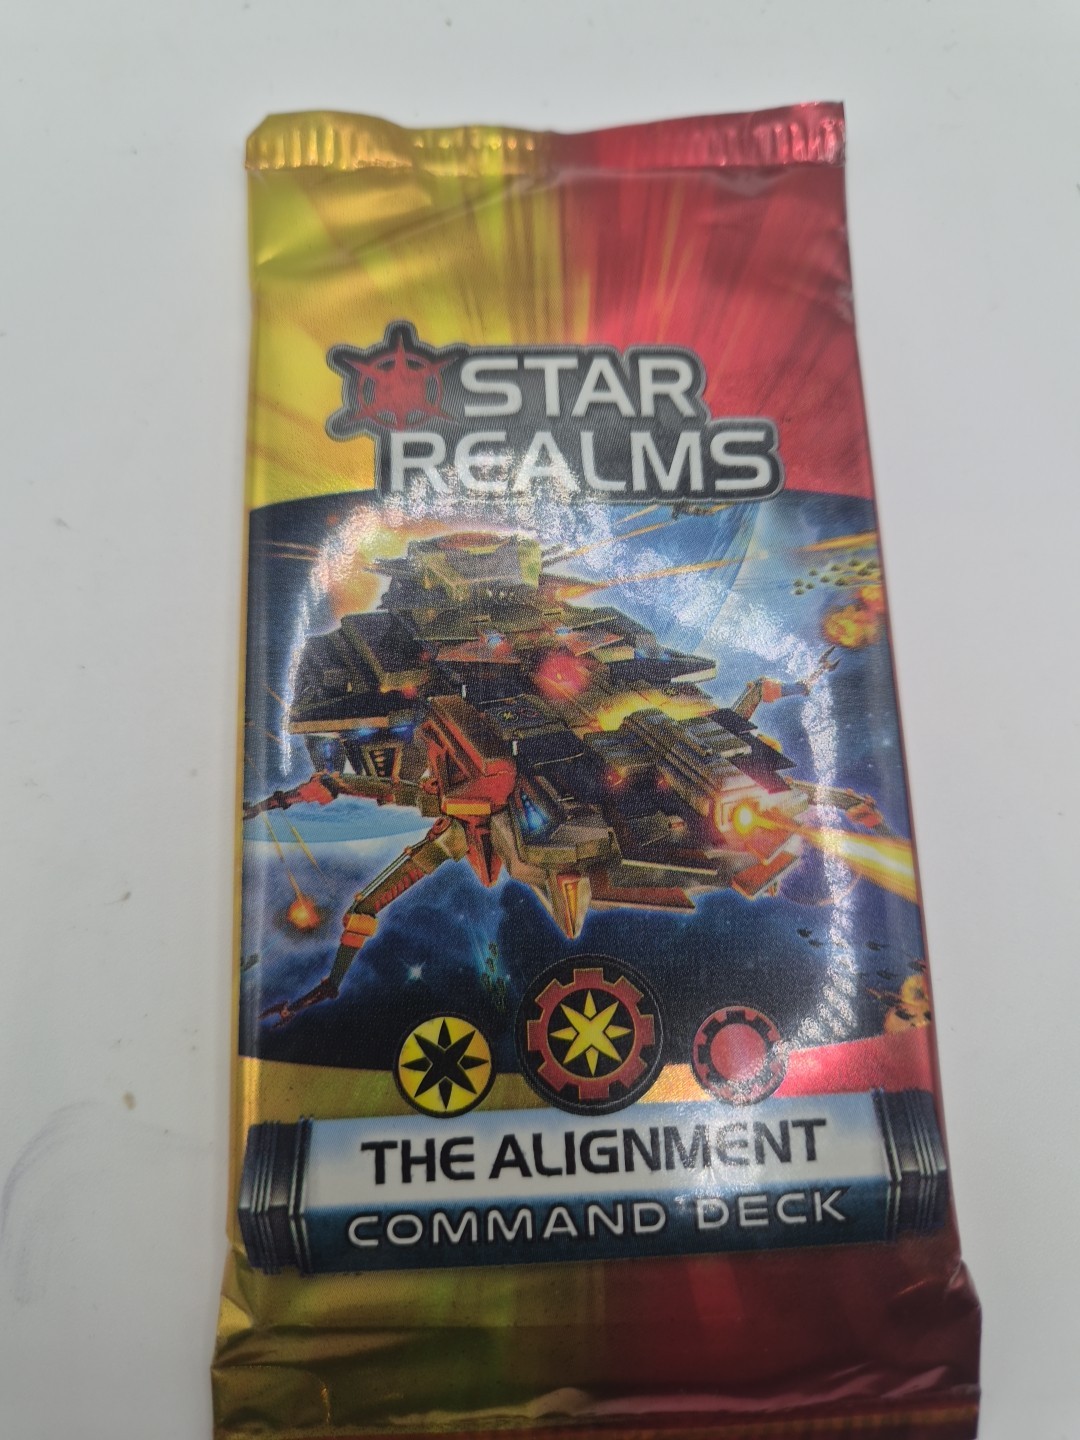 STAR
REALMS
THE ALIGNMENT
COMMAND DECK